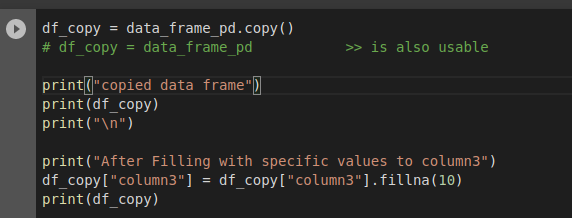 df_copy = data_frame_pd.copy()
# df_copy = data_frame_pd           >> is also usable
print("copied data frame")
print(df_copy)
print("\n")
print("After Filling with specific values to column3")
df_copy["column3"] = df_copy["column3"].fillna(10)
print(df_copy)